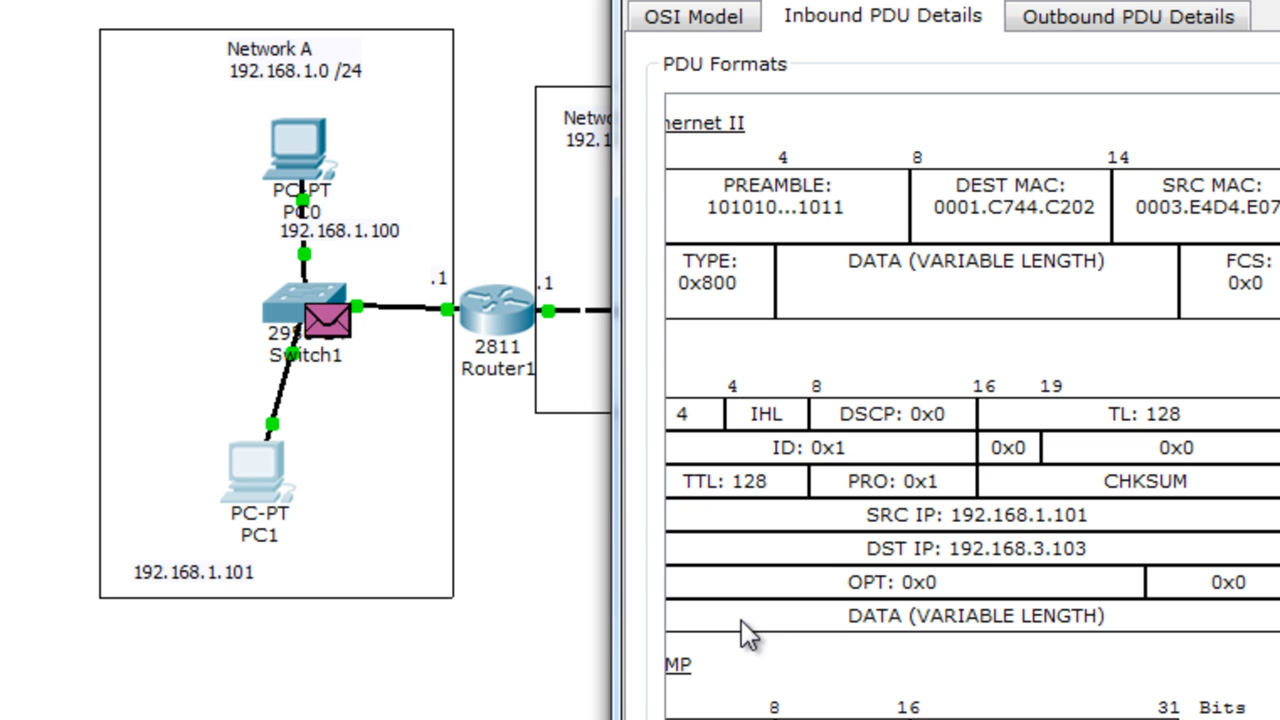 Network A
192.168.1.0 /24
PC-PT
PC0
192.168.1.100
.1
.1
Switch1
2811
Router1
PC-PT
PC1
192.168.1.101
192.1
OSI Model
Inbound PDU Details
Outbound PDU Details
PDU Formats
hernet II
4 8 14
PREAMBLE: DEST MAC: SRC MAC:
101010...1011 0001.C744.C202 0003.E4D4.E07
TYPE: DATA (VARIABLE LENGTH) FCS:
0x800 0x0
4 8 16 19
4 IHL DSCP: 0x0 TL: 128
ID: 0x1 0x0 0x0
TTL: 128 PRO: 0x1 CHKSUM
SRC IP: 192.168.1.101
DST IP: 192.168.3.103
OPT: 0x0 0x0
DATA (VARIABLE LENGTH)
MP
8 16 31 Bits